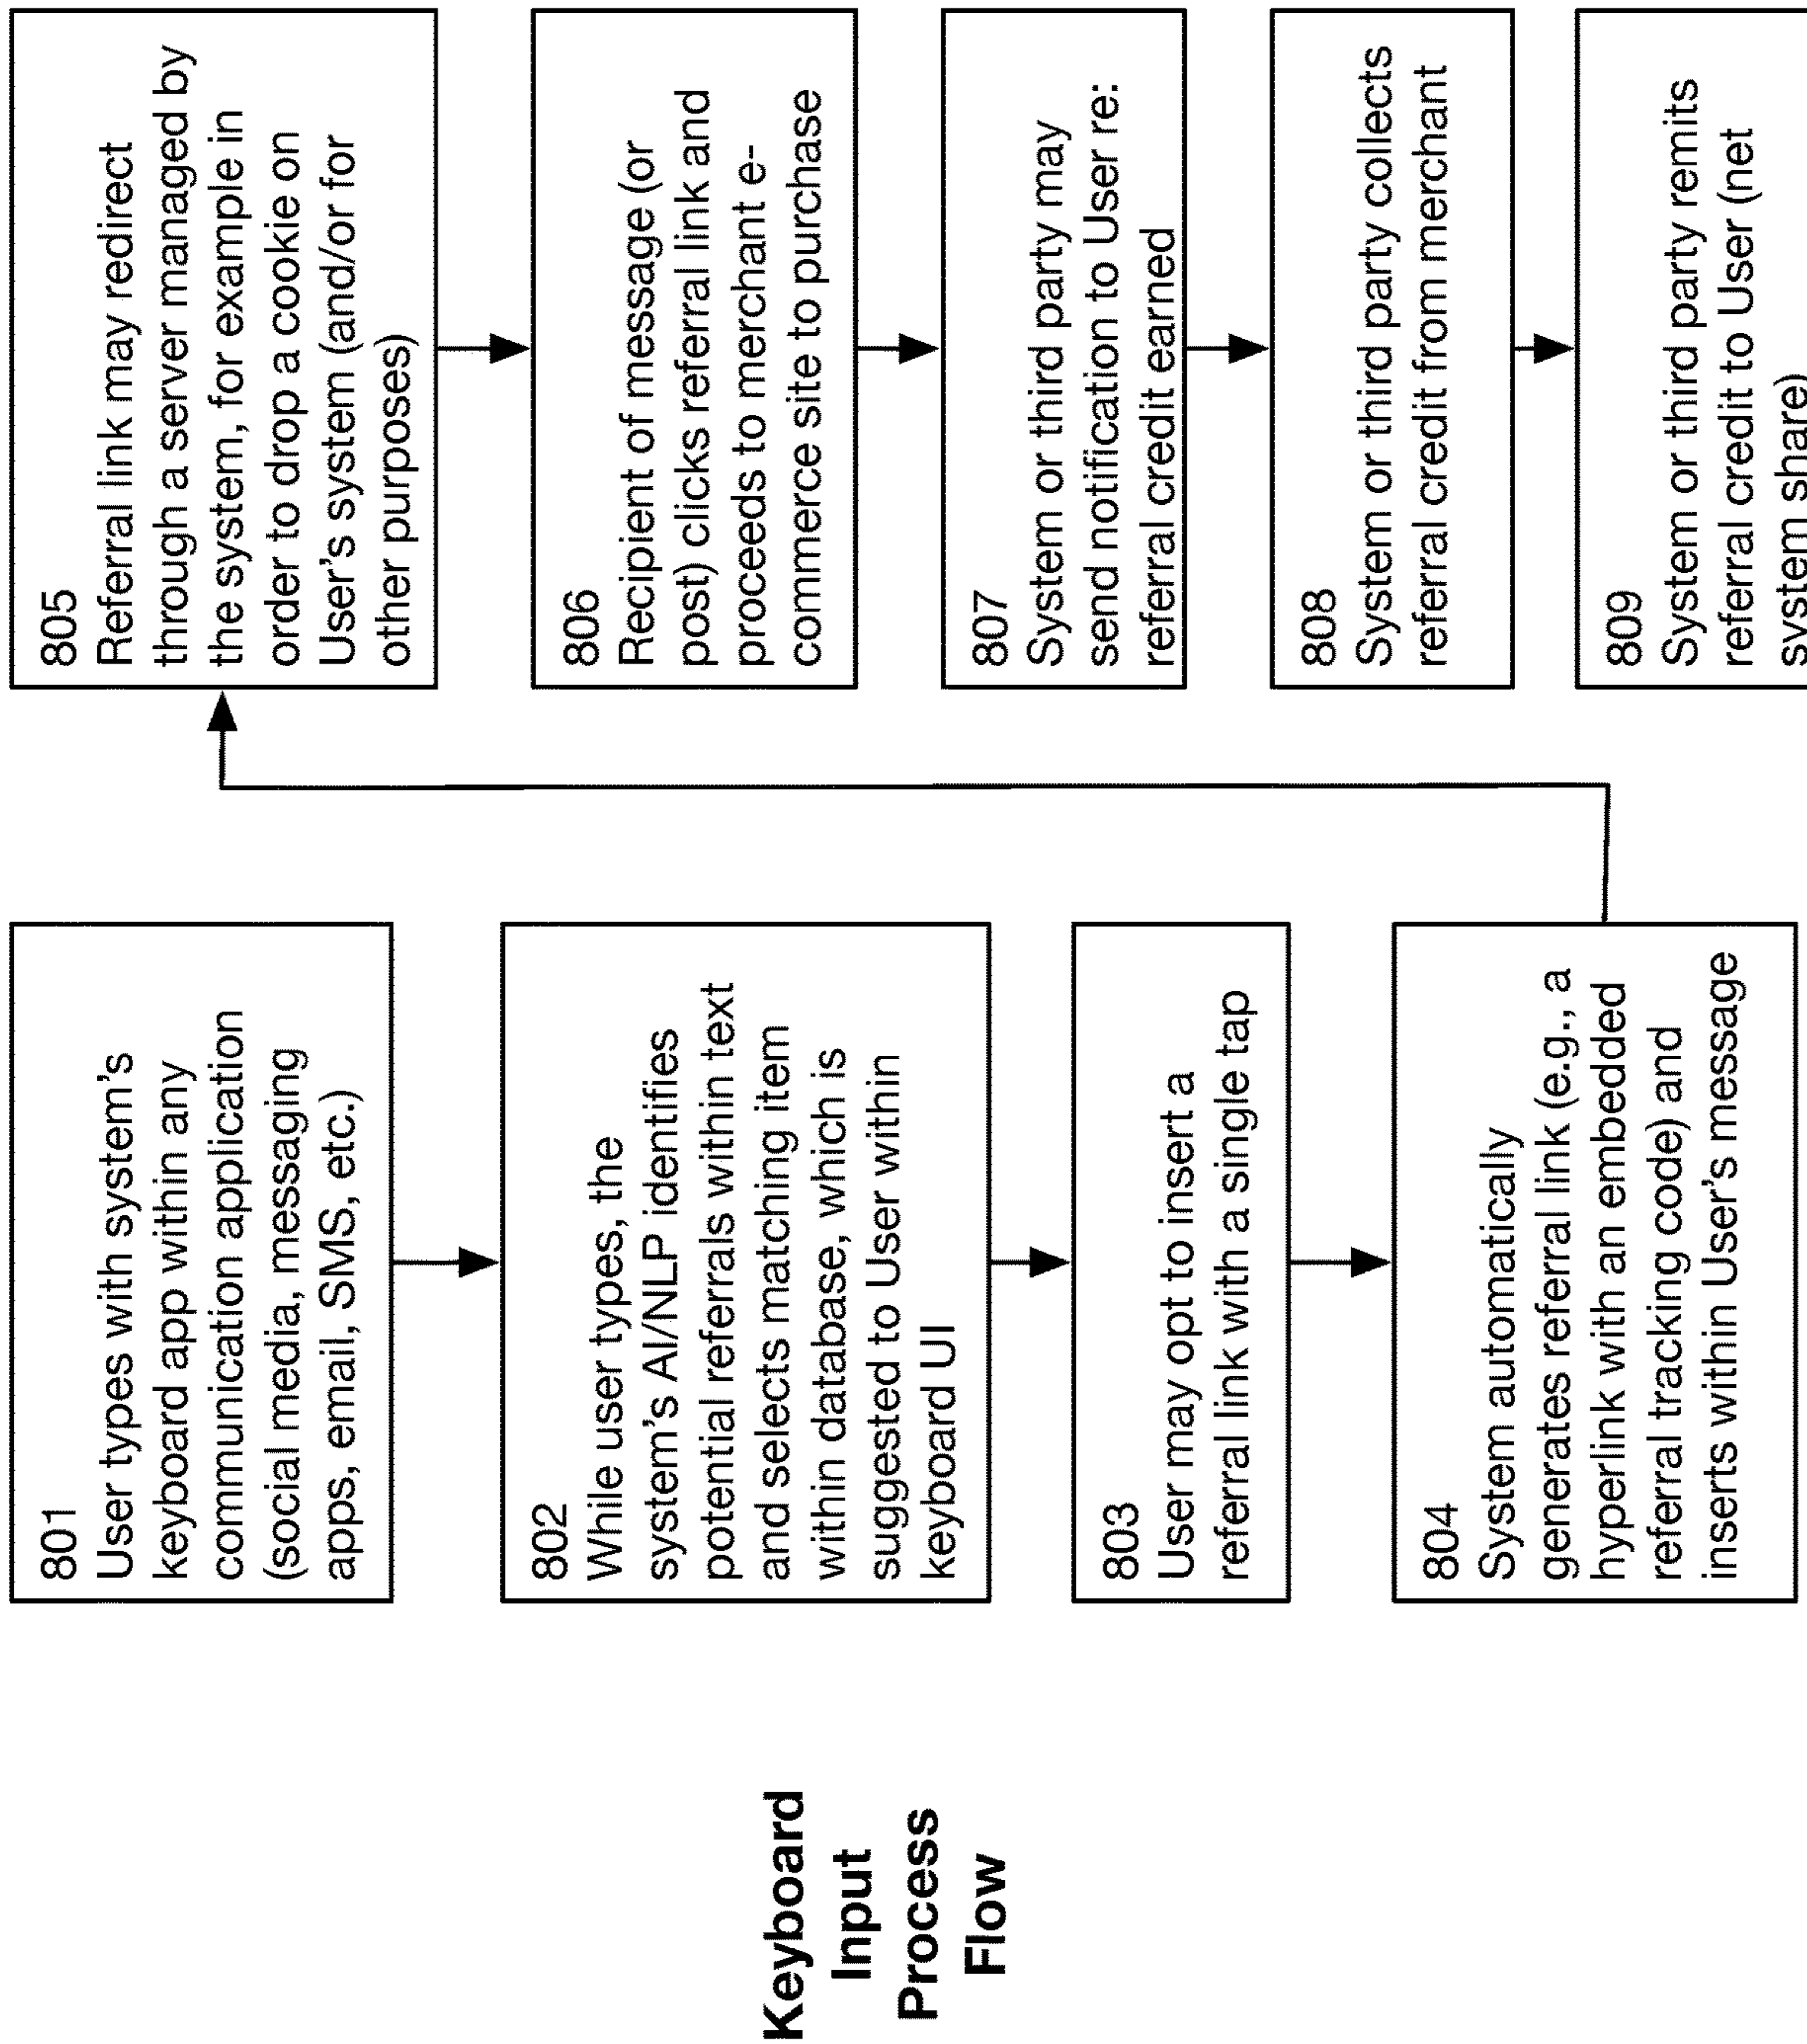 Keyboard
Input
Process
Flow
801
User types with system's
keyboard app within any
communication application
(social media, messaging
apps, email, SMS, etc.)
802
While user types, the
system's AI/NLP identifies
potential referrals within text
and selects matching item
within database, which is
suggested to User within
keyboard UI
803
User may opt to insert a
referral link with a single tap
804
System automatically
generates referral link (e.g., a
hyperlink with an embedded
referral tracking code) and
inserts within User's message
805
Referral link may redirect
through a server managed by
the system, for example in
order to drop a cookie on
User's system (and/or for
other purposes)
806
Recipient of message (or
post) clicks referral link and
proceeds to merchant e-
commerce site to purchase
807
System or third party may
send notification to User re:
referral credit earned
808
System or third party collects
referral credit from merchant
809
System or third party remits
referral credit to User (net
system share)